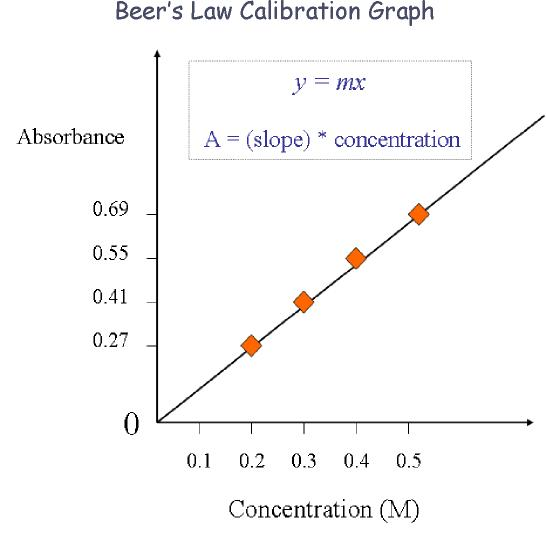 Beer's Law Calibration Graph
y = mx
A = (slope) * concentration
Absorbance
0.69
0.55
0.41
0.27
0
0.1 0.2 0.3 0.4 0.5
Concentration (M)